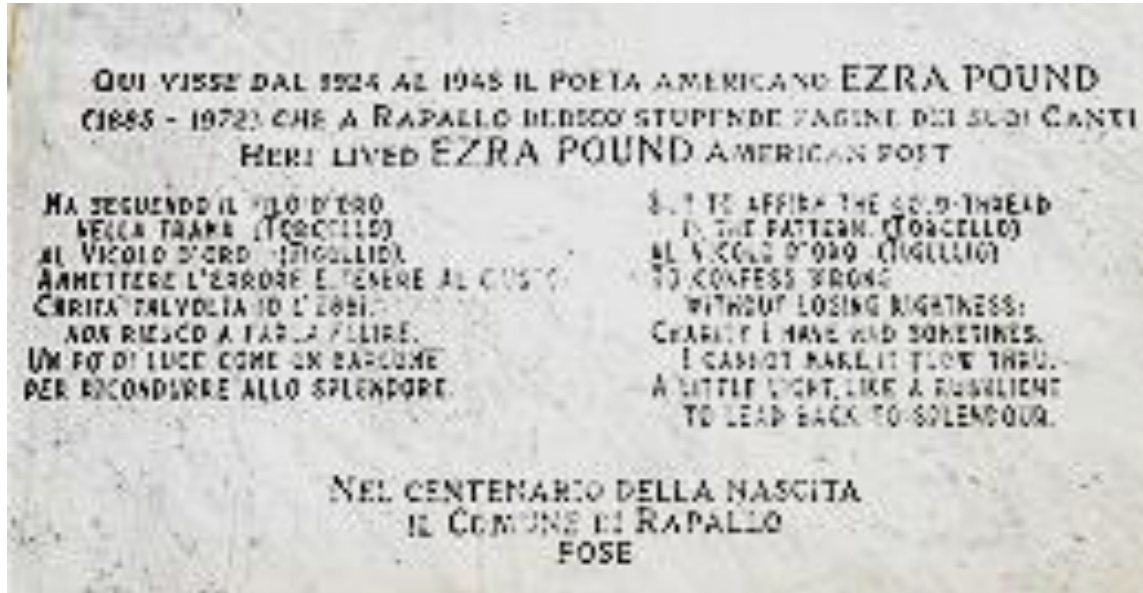 QUI VISSE DAL 1924 AL 1945 IL POETA AMERICANO EZRA POUND
(1885 - 1972) CHE A RAPALLO DEDICÒ STUPENDE PAGINE DEI SUOI CANTI
HERE LIVED EZRA POUND AMERICAN POET
MA SEGUENDO IL FILO D'ORO
NELLA TRAMA (TORCELLO)
AL VICOLO D'ORO (TIGULLIO).
AMMETTERE L'ERRORE E TENERE AL GIUSTO:
CARITÀ TALVOLTA IO L'EBBI,
NON RIESCO A FARLA FLUIRE.
UN PO' DI LUCE COME UN BARLUME
PER RICONDURRE ALLO SPLENDORE.
BUT TO AFFIRM THE GOLD THREAD
IN THE PATTERN. (TORCELLO)
AL VICOLO D'ORO (TIGULLIO)
TO CONFESS WRONG
WITHOUT LOSING RIGHTNESS:
CHARITY I HAVE HAD SOMETIMES,
I CANNOT MAKE IT FLOW THRU.
A LITTLE LIGHT, LIKE A RUSHLIGHT
TO LEAD BACK TO SPLENDOUR.
NEL CENTENARIO DELLA NASCITA
IL COMUNE DI RAPALLO
POSE